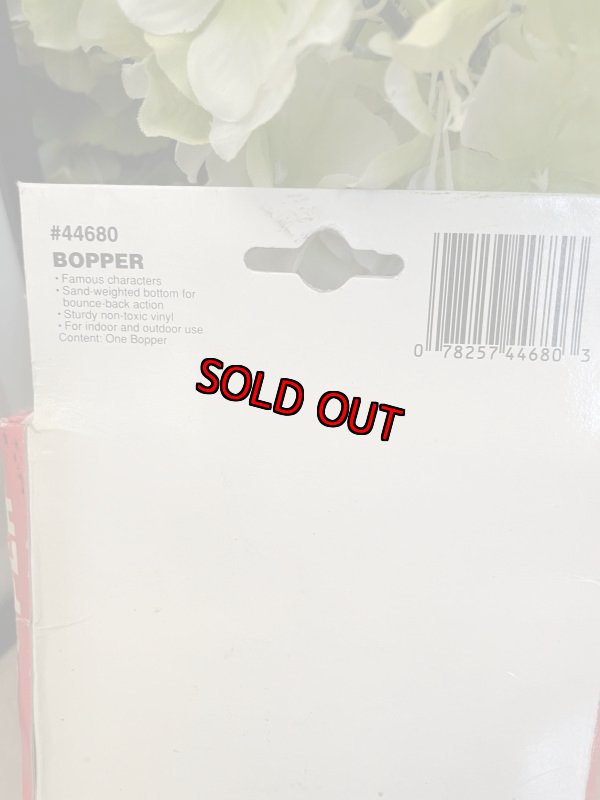 #44680
BOPPER
• Famous characters
• Sand-weighted bottom for
bounce-back action
• Sturdy non-toxic vinyl
• For indoor and outdoor use
Content: One Bopper
0 78257 44680 3
SOLD OUT